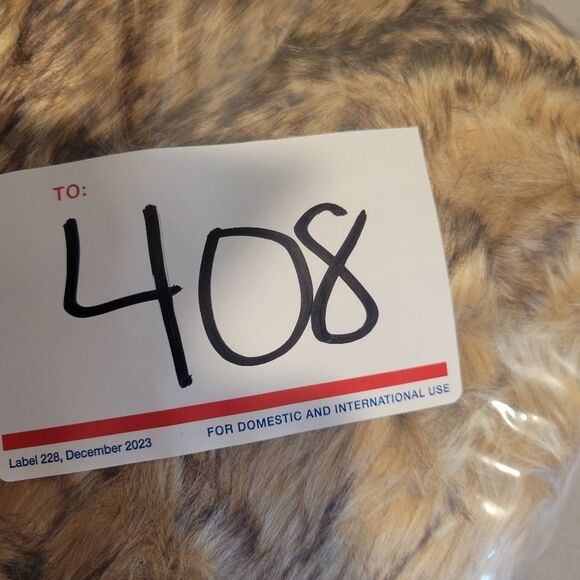 TO:
408
FOR DOMESTIC AND INTERNATIONAL USE
Label 228, December 2023